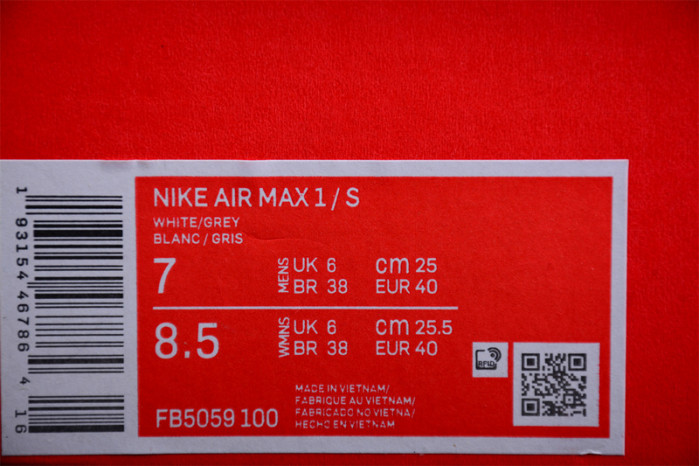 NIKE AIR MAX 1 / S
WHITE/GREY
BLANC / GRIS
7
MENS
UK 6 cm 25
BR 38 EUR 40
8.5
WMNS
UK 6 cm 25.5
BR 38 EUR 40
RFID
MADE IN VIETNAM/
FABRIQUE AU VIETNAM/
FABRICADO NO VIETNA/
HECHO EN VIETNAM
FB5059 100
1 93154 46786 4 16